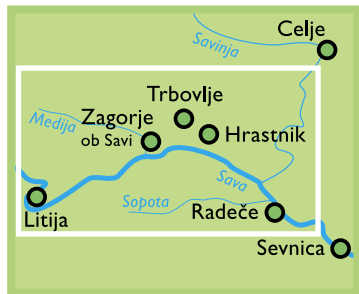 Celje
Savinja
Trbovlje
Zagorje
ob Savi
Medija
Hrastnik
Sava
Sopota
Radeče
Litija
Sevnica